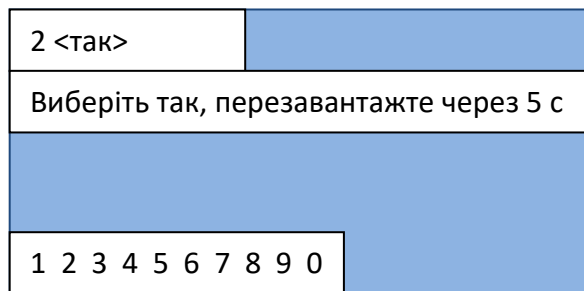 2 <так>
Виберіть так, перезавантажте через 5 с
1 2 3 4 5 6 7 8 9 0